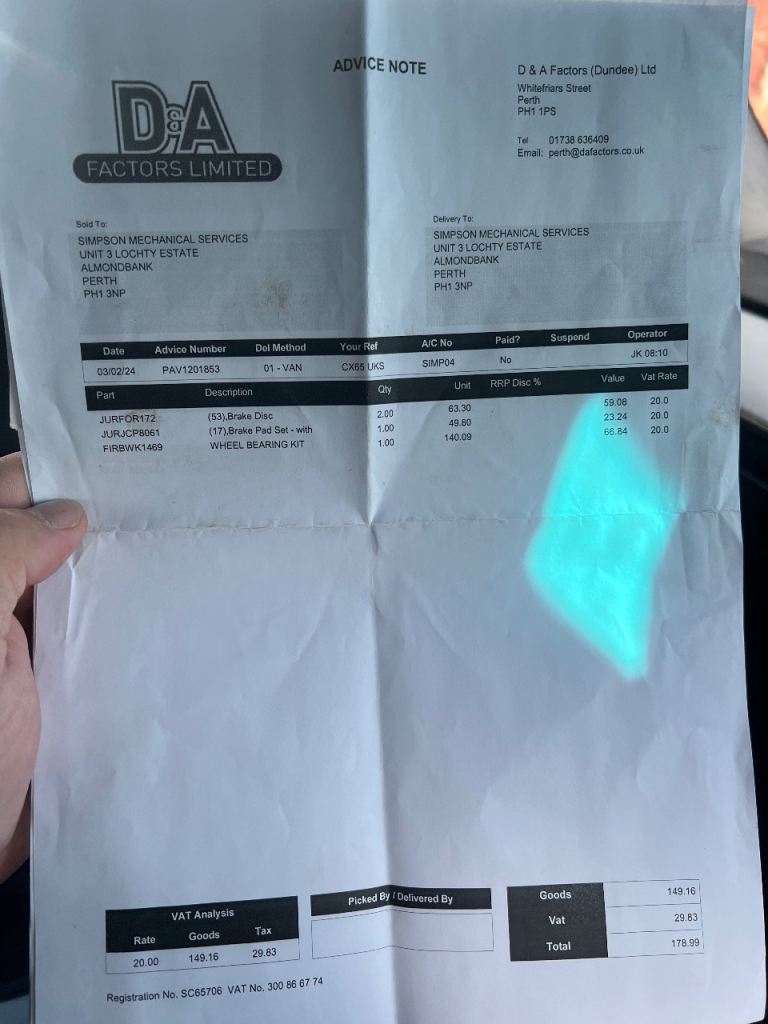 ADVICE NOTE
D&A
FACTORS LIMITED
D & A Factors (Dundee) Ltd
Whitefriars Street
Perth
PH1 1PS
Tel 01738 636409
Email: perth@dafactors.co.uk
Sold To:
SIMPSON MECHANICAL SERVICES
UNIT 3 LOCHTY ESTATE
ALMONDBANK
PERTH
PH1 3NP
Delivery To:
SIMPSON MECHANICAL SERVICES
UNIT 3 LOCHTY ESTATE
ALMONDBANK
PERTH
PH1 3NP
Date Advice Number Del Method Your Ref A/C No Paid? Suspend Operator
03/02/24 PAV1201853 01 - VAN CX65 UKS SIMP04 No JK 08:10
Part Description Qty Unit RRP Disc % Value Vat Rate
JURFOR172 (53),Brake Disc 2.00 63.30 59.08 20.0
JURJCP8061 (17),Brake Pad Set - with 1.00 49.80 23.24 20.0
FIRBWK1469 WHEEL BEARING KIT 1.00 140.09 66.84 20.0
VAT Analysis
Rate Goods Tax
20.00 149.16 29.83
Picked By / Delivered By
Goods 149.16
Vat 29.83
Total 178.99
Registration No. SC65706 VAT No. 300 86 67 74